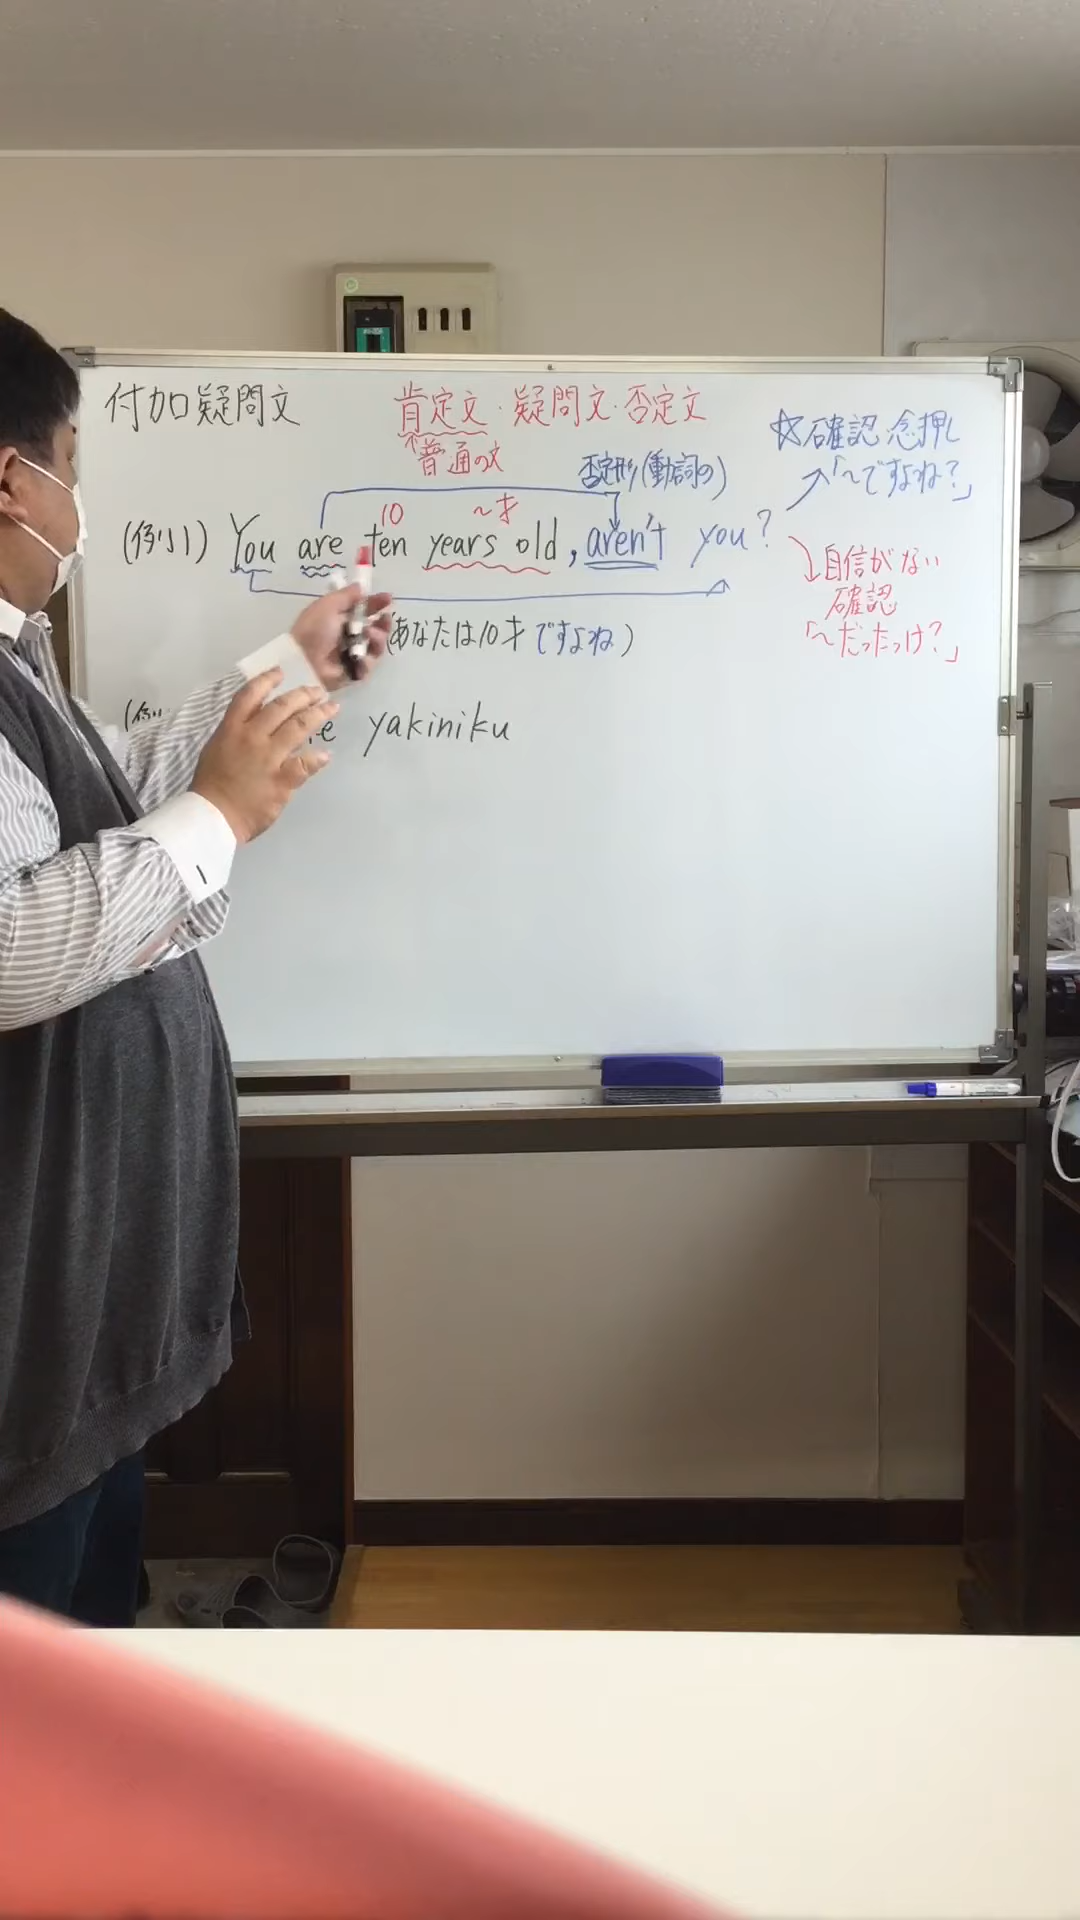 付加疑問文
肯定文・疑問文・否定文
普通の文
☆確認・念押し
「~ですよね?」
否定形(動詞の)
10 ~才
(例1) You are ten years old, aren't you?
自信がない
確認
「~だったっけ?」
(あなたは10才ですよね)
yakiniku